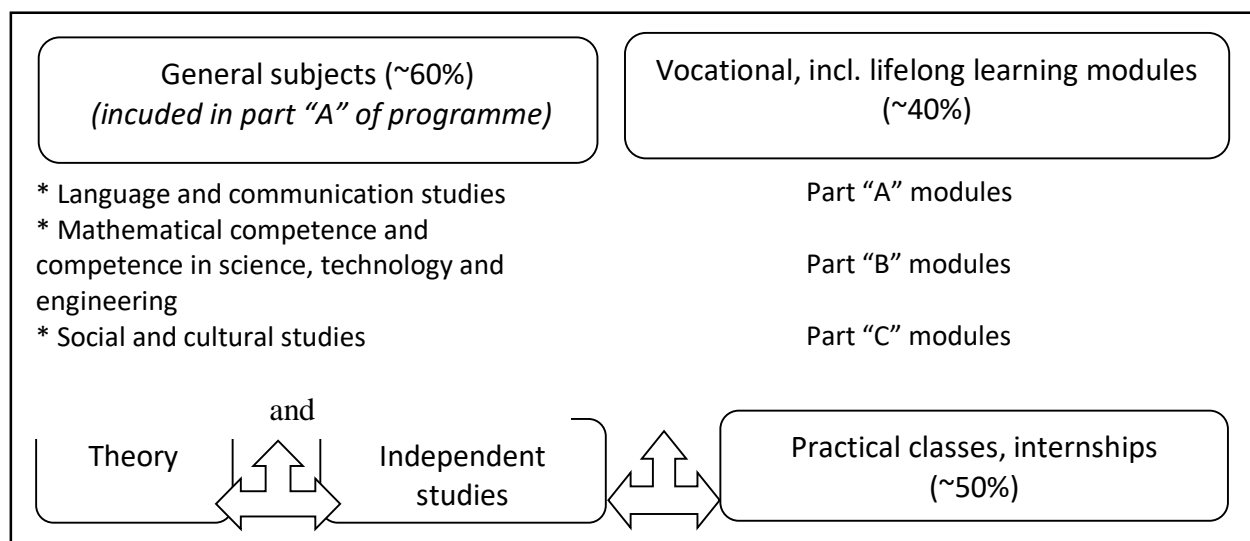 General subjects (~60%)
(incuded in part “A” of programme)
Vocational, incl. lifelong learning modules
(~40%)
* Language and communication studies
* Mathematical competence and
competence in science, technology and
engineering
* Social and cultural studies
Part “A” modules
Part “B” modules
Part “C” modules
Theory
and
Independent
studies
Practical classes, internships
(~50%)